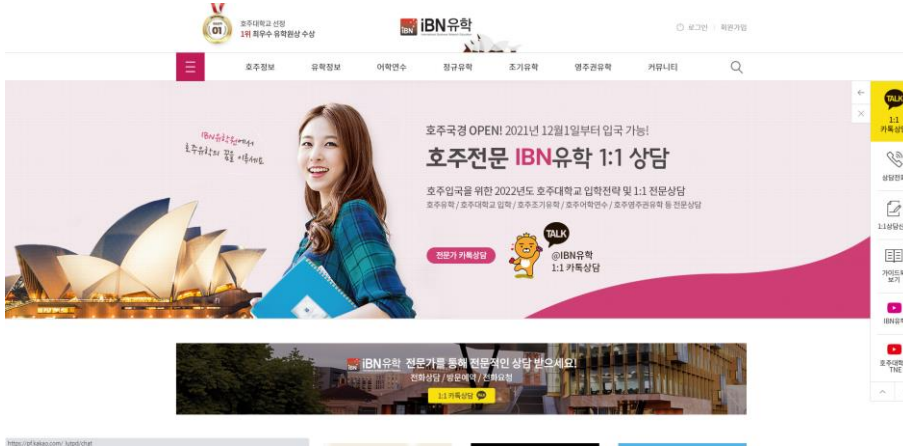 01
호주대학교 선정
1위 최우수 유학원상 수상
IBN
iBN유학
로그인
회원가입
호주정보
유학정보
어학연수
정규유학
조기유학
영주권유학
커뮤니티
IBN유학원에서
호주유학의 꿈을 이루세요
호주국경 OPEN! 2021년 12월1일부터 입국 가능!
호주전문 IBN유학 1:1 상담
호주입국을 위한 2022년도 호주대학교 입학전략 및 1:1 전문상담
호주유학 / 호주대학교 입학 / 호주조기유학 / 호주어학연수 / 호주영주권유학 등 전문상담
전문가 카톡상담
TALK
@IBN유학
1:1 카톡상담
TALK
1:1
카톡상담
상담전화
1:1상담신
가이드북
보기
IBN유학
호주대학
TNE
IBN
iBN유학 전문가를 통해 전문적인 상담 받으세요!
전화상담 / 방문예약 / 전화요청
1:1 카톡상담